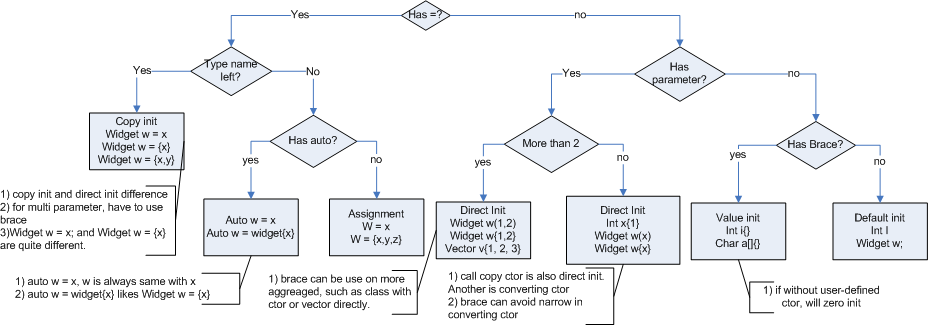 Has =?
Yes
no
Type name
left?
Has
parameter?
Yes
No
Yes
no
Copy init
Widget w = x
Widget w = {x}
Widget w = {x,y}
Has auto?
More than 2
Has Brace?
yes
no
yes
no
yes
no
1) copy init and direct init difference
2) for multi parameter, have to use
brace
3)Widget w = x; and Widget w = {x}
are quite different.
Auto w = x
Auto w = widget{x}
Assignment
W = x
W = {x,y,z}
Direct Init
Widget w(1,2)
Widget w{1,2}
Vector v{1, 2, 3}
Direct Init
Int x{1}
Widget w(x)
Widget w{x}
Value init
Int i{}
Char a[]{}
Default init
Int I
Widget w;
1) auto w = x, w is always same with x
2) auto w = widget{x} likes Widget w = {x}
1) brace can be use on more
aggreaged, such as class with
ctor or vector directly.
1) call copy ctor is also direct init.
Another is converting ctor
2) brace can avoid narrow in
converting ctor
1) if without user-defined
ctor, will zero init